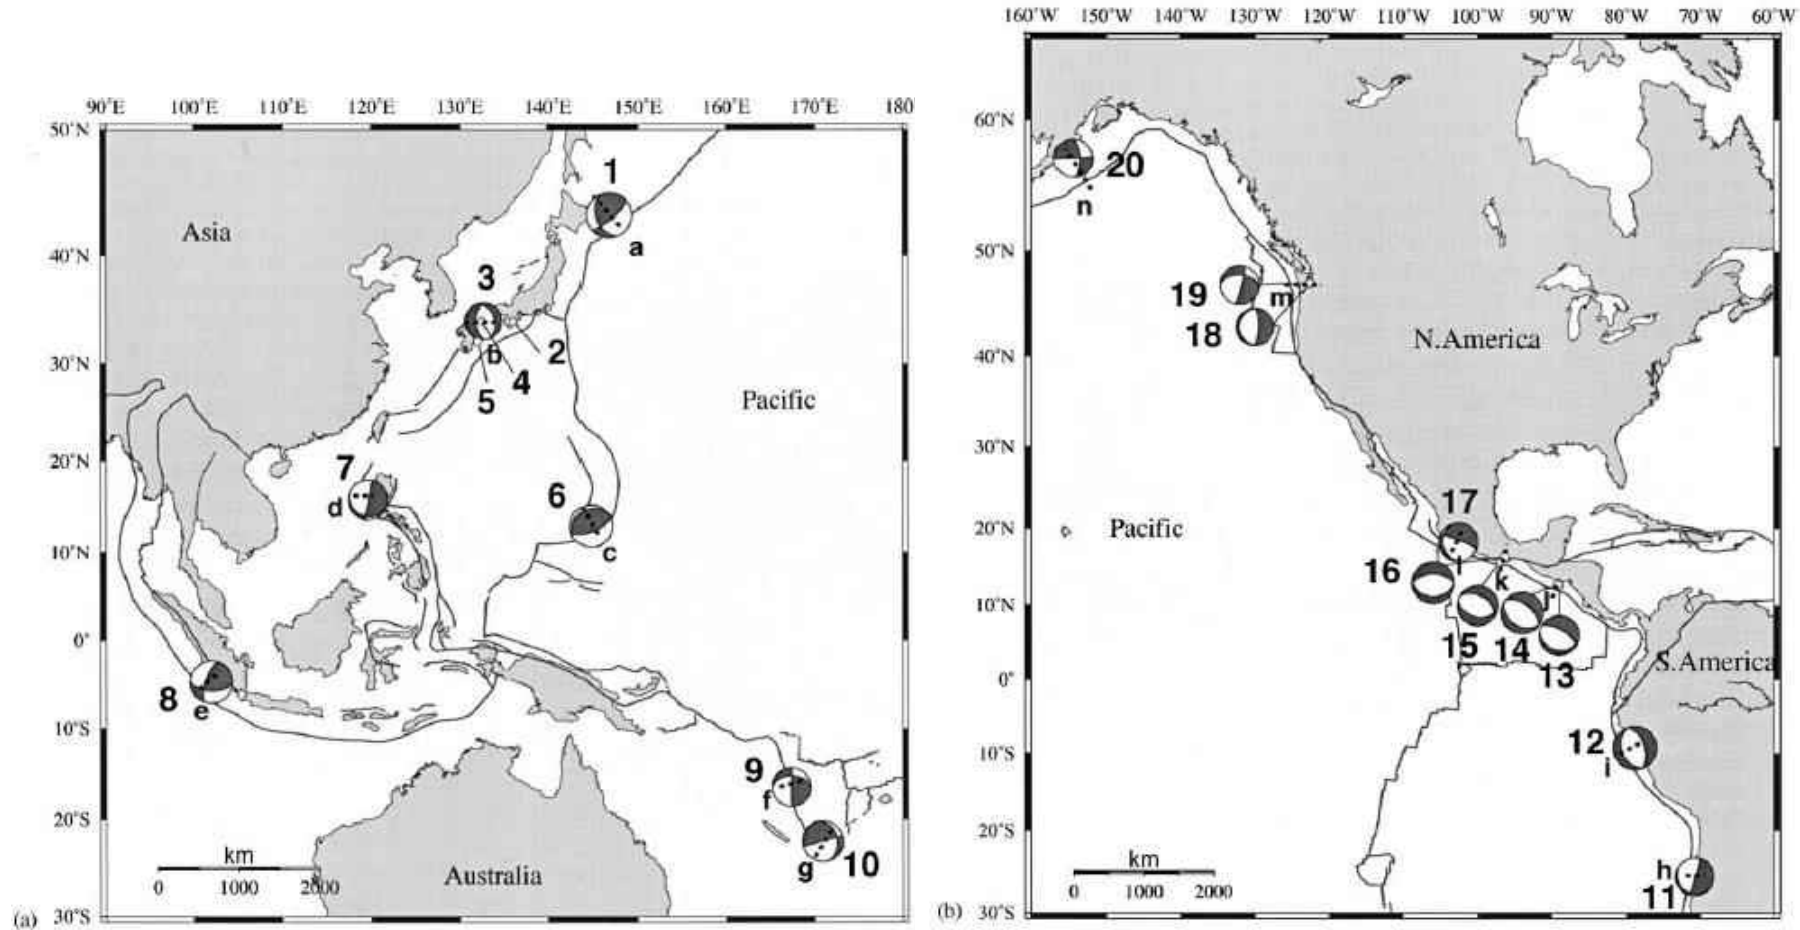 160°W 150°W 140°W 130°W 120°W 110°W 100°W 90°W 80°W 70°W 60°W
90°E 100°E 110°E 120°E 130°E 140°E 150°E 160°E 170°E 180
50°N
40°N
30°N
20°N
10°N
0°
10°S
20°S
30°S
Asia
Pacific
Australia
1
a
3
b
2
4
5
7
d
6
c
8
e
9
f
g
10
km
0 1000 2000
(a)
60°N
50°N
40°N
30°N
20°N
10°N
0°
10°S
20°S
30°S
20
n
19
m
18
N.America
Pacific
17
l
16
k
j
15
14
13
S.America
12
i
h
11
km
0 1000 2000
(b)